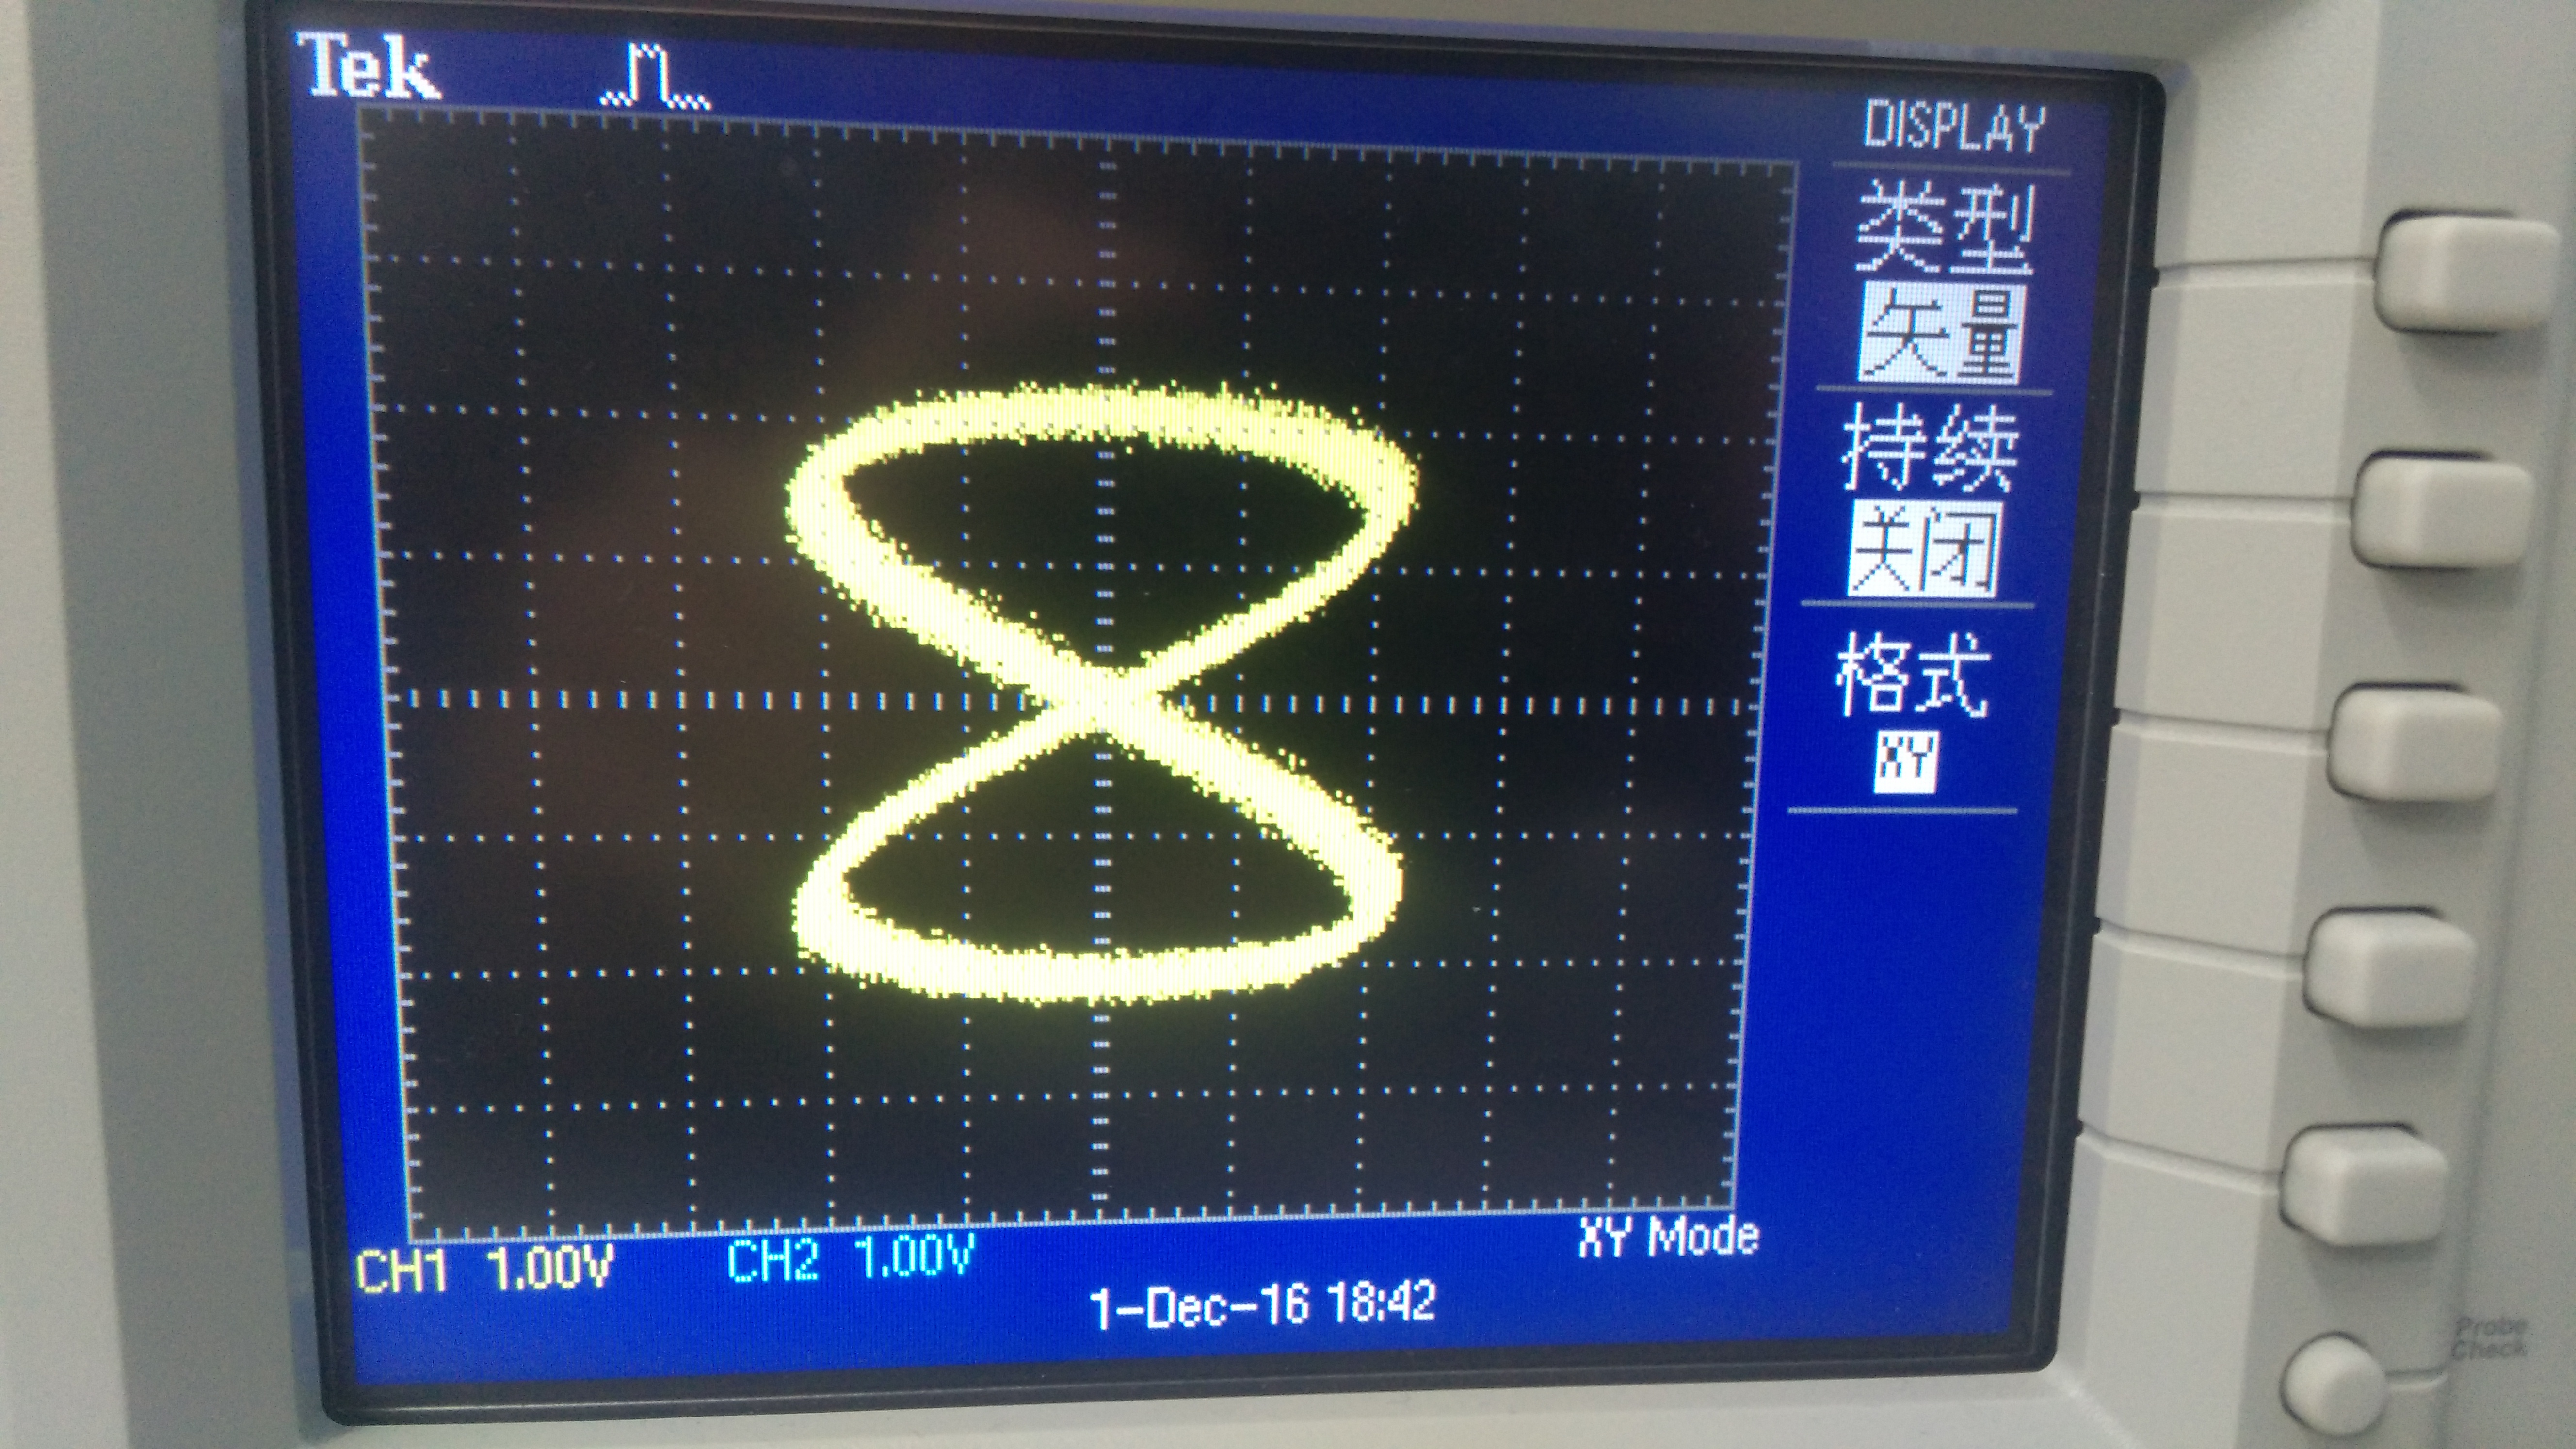 Tek
DISPLAY
类型
矢量
持续
关闭
格式
XY
CH1 1.00V CH2 1.00V XY Mode
1-Dec-16 18:42
Probe
Check